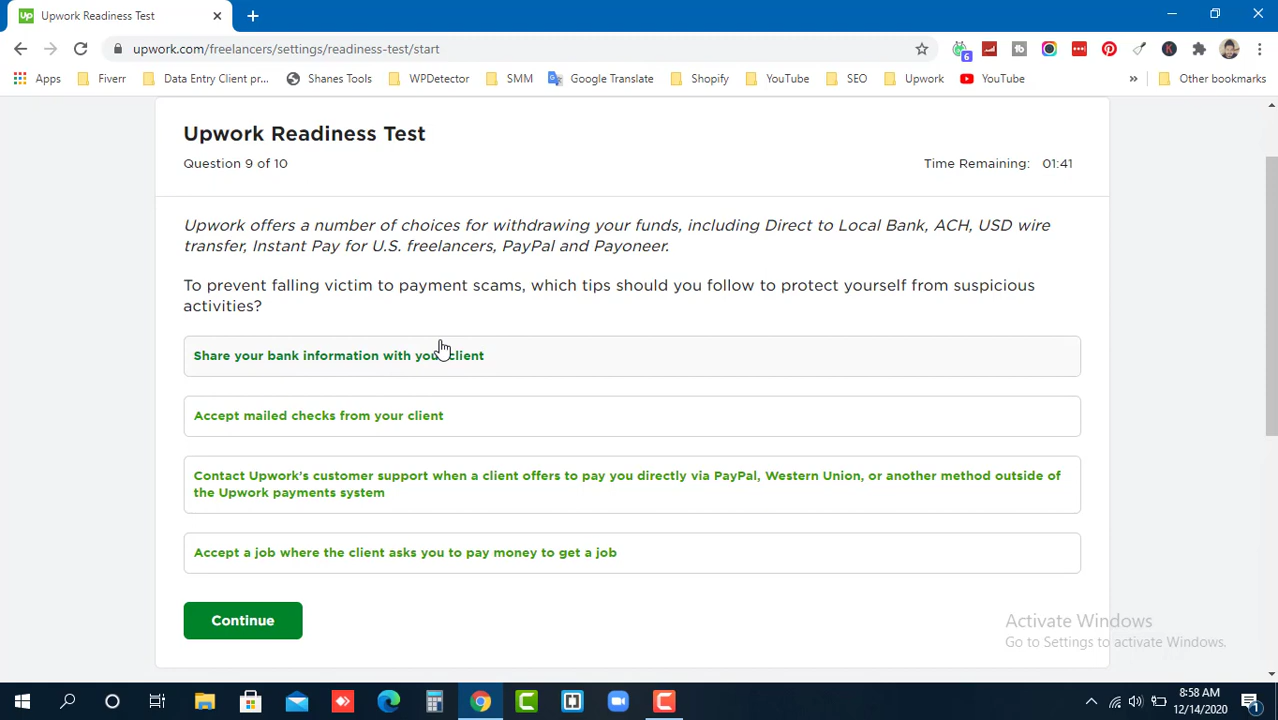 Up Upwork Readiness Test
upwork.com/freelancers/settings/readiness-test/start
6
Apps Fiverr Data Entry Client pr... Shanes Tools WPDetector SMM Google Translate Shopify YouTube SEO Upwork YouTube » Other bookmarks
Upwork Readiness Test
Question 9 of 10 Time Remaining: 01:41
Upwork offers a number of choices for withdrawing your funds, including Direct to Local Bank, ACH, USD wire
transfer, Instant Pay for U.S. freelancers, PayPal and Payoneer.
To prevent falling victim to payment scams, which tips should you follow to protect yourself from suspicious
activities?
Share your bank information with your client
Accept mailed checks from your client
Contact Upwork's customer support when a client offers to pay you directly via PayPal, Western Union, or another method outside of
the Upwork payments system
Accept a job where the client asks you to pay money to get a job
Continue
Activate Windows
Go to Settings to activate Windows.
8:58 AM
12/14/2020
1